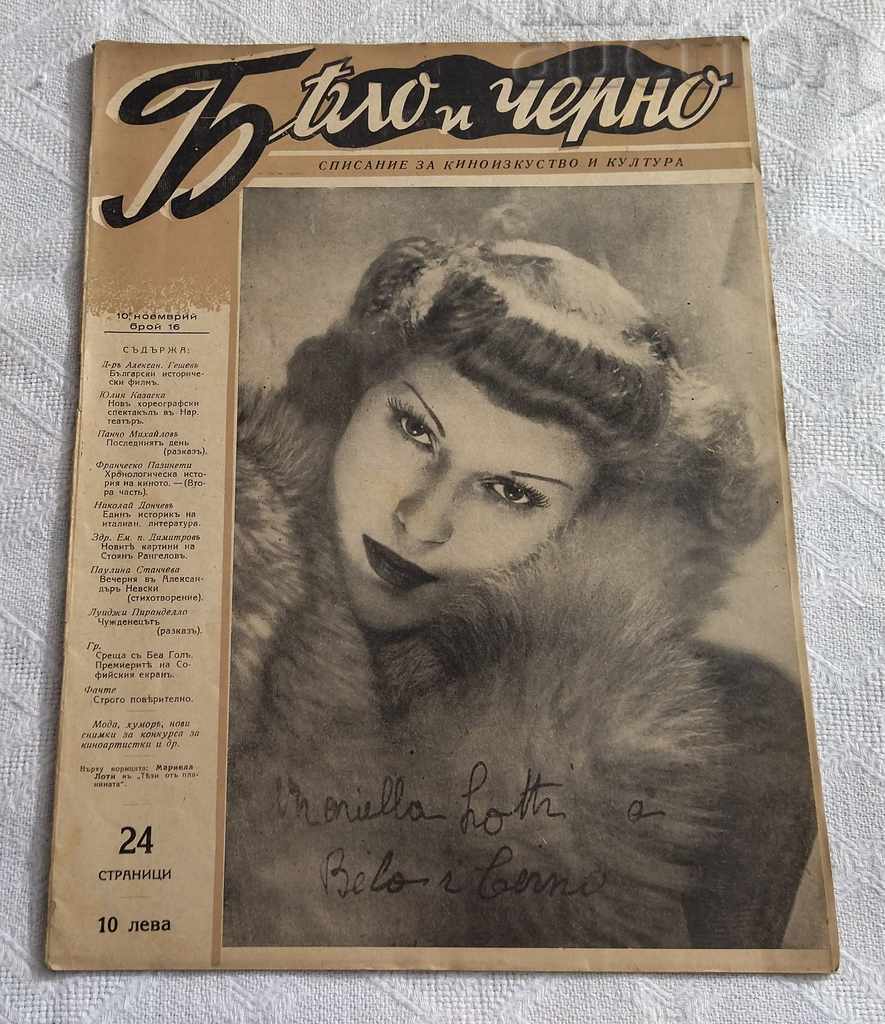 Бѣло и черно
СПИСАНИЕ ЗА КИНОИЗКУСТВО И КУЛТУРА
10, НОЕМВРИЙ
БРОЙ 16
СЪДЪРЖА:
Д-ръ Алексан. Гешевъ
Български историче-
ски филмъ.
Юлия Казаска
Новъ хореографски
спектакълъ въ Нар.
театъръ.
Панчо Михайловъ
Последниятъ день
(разказъ).
Франческо Пазинети
Хронологическа исто-
рия на киното. — (Вто-
ра часть).
Николай Дончевъ
Единъ историкъ на
италиан. литература.
Здр. Ем. п. Димитровъ
Новитѣ картини на
Стоянъ Рангеловъ.
Паулина Станчева
Вечерня въ Алексан-
дъръ Невски
(стихотворение).
Луиджи Пиранделло
Чужденецътъ
(разказъ).
Гр.
Среща съ Беа Голъ.
Премиеритѣ на Со-
фийския екранъ.
Фанте
Строго повѣрително.
Мода, хуморъ, нови
снимки за конкурса за
киноартистки и др.
Върху корицата: Мариела
Лоти въ „Тѣзи отъ пла-
нината".
24
СТРАНИЦИ
10 лева
Mariella Lotti a
Belo i Cerno